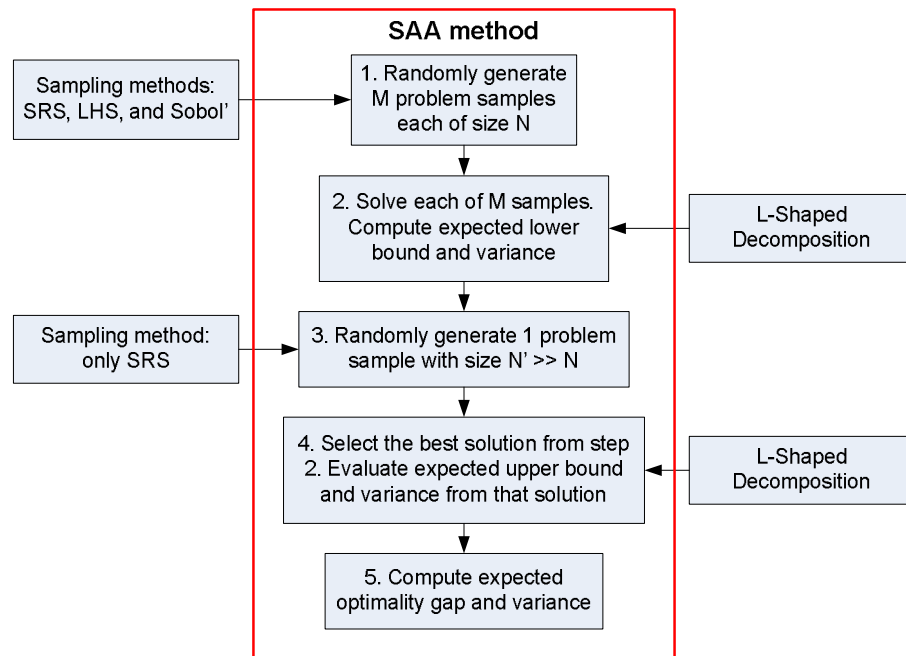 SAA method
Sampling methods:
SRS, LHS, and Sobol’
1. Randomly generate
M problem samples
each of size N
2. Solve each of M samples.
Compute expected lower
bound and variance
L-Shaped
Decomposition
Sampling method:
only SRS
3. Randomly generate 1 problem
sample with size N’ >> N
4. Select the best solution from step
2. Evaluate expected upper bound
and variance from that solution
L-Shaped
Decomposition
5. Compute expected
optimality gap and variance